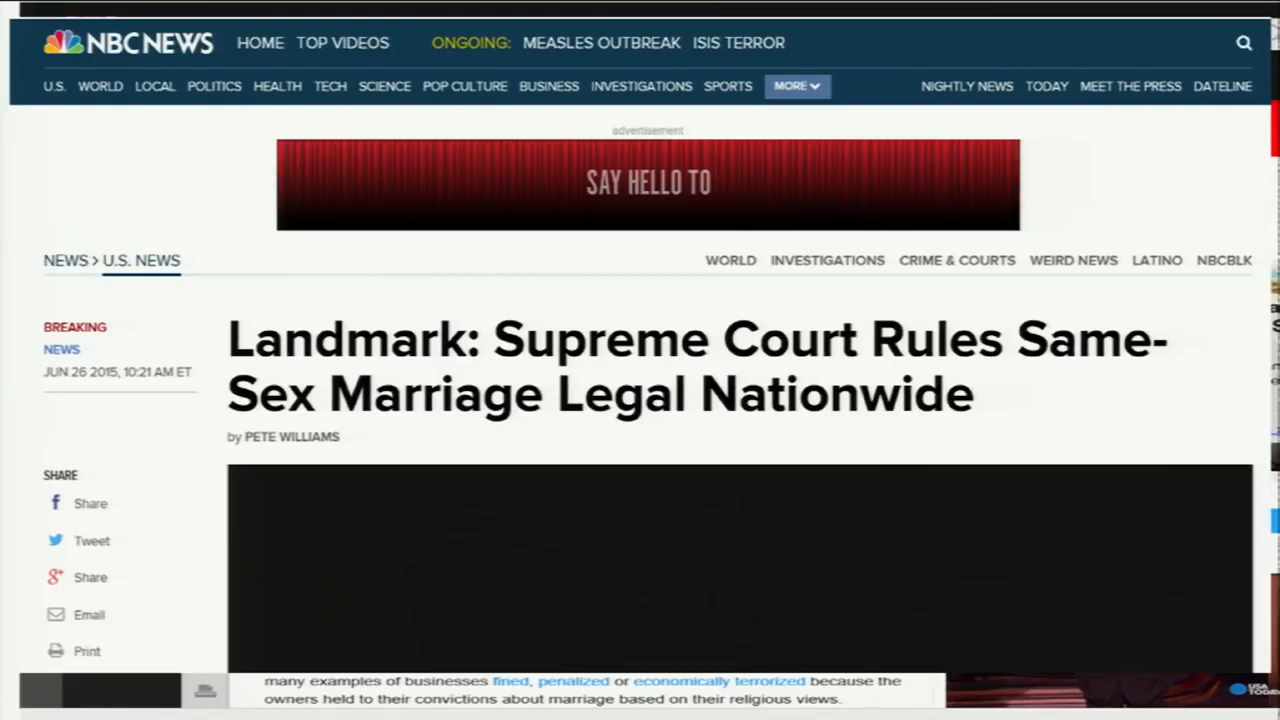 NBC NEWS HOME TOP VIDEOS ONGOING: MEASLES OUTBREAK ISIS TERROR
U.S. WORLD LOCAL POLITICS HEALTH TECH SCIENCE POP CULTURE BUSINESS INVESTIGATIONS SPORTS MORE NIGHTLY NEWS TODAY MEET THE PRESS DATELINE
advertisement
SAY HELLO TO
NEWS > U.S. NEWS WORLD INVESTIGATIONS CRIME & COURTS WEIRD NEWS LATINO NBCBLK
BREAKING
NEWS
JUN 26 2015, 10:21 AM ET
Landmark: Supreme Court Rules Same-
Sex Marriage Legal Nationwide
by PETE WILLIAMS
SHARE
f Share
Tweet
g+ Share
Email
Print
many examples of businesses fined, penalized or economically terrorized because the
owners held to their convictions about marriage based on their religious views.
USA
TODAY